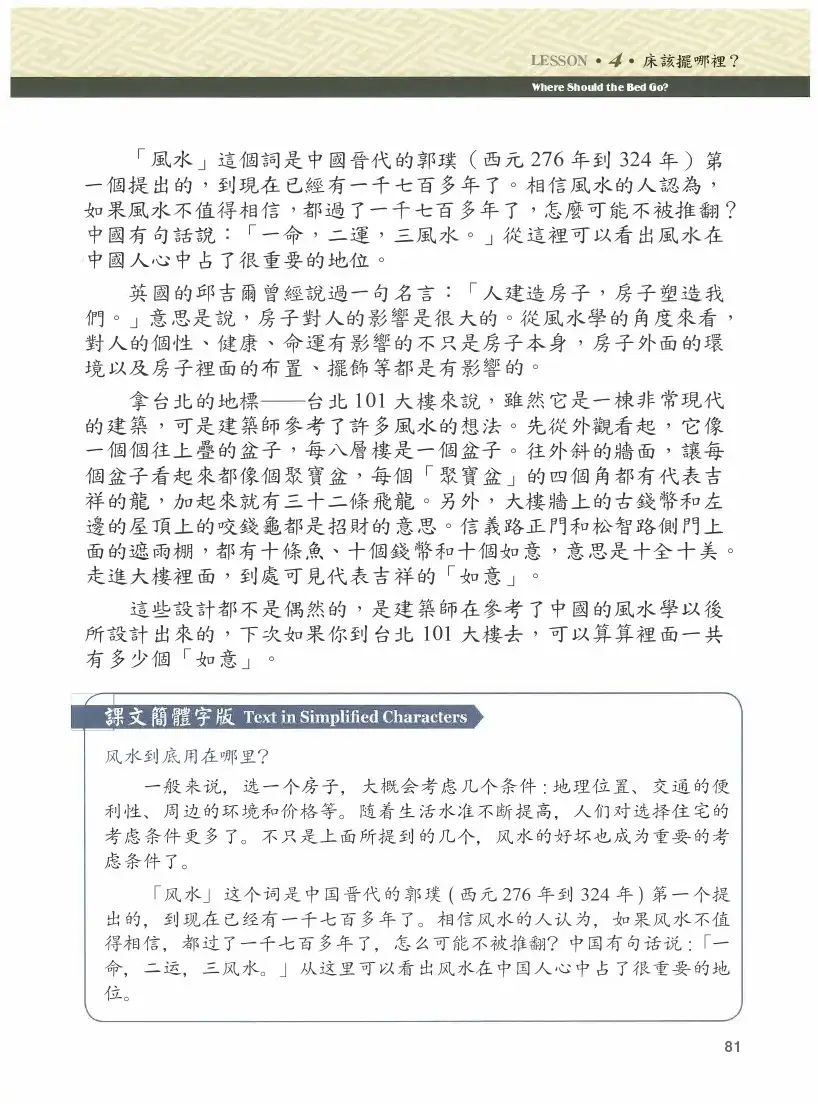 LESSON • 4 • 床該擺哪裡？
Where Should the Bed Go?
「風水」這個詞是中國晉代的郭璞（西元 276 年到 324 年）第
一個提出的，到現在已經有一千七百多年了。相信風水的人認為，
如果風水不值得相信，都過了一千七百多年了，怎麼可能不被推翻？
中國有句話說：「一命，二運，三風水。」從這裡可以看出風水在
中國人心中占了很重要的地位。
英國的邱吉爾曾經說過一句名言：「人建造房子，房子塑造我
們。」意思是說，房子對人的影響是很大的。從風水學的角度來看，
對人的個性、健康、命運有影響的不只是房子本身，房子外面的環
境以及房子裡面的布置、擺飾等都是有影響的。
拿台北的地標——台北 101 大樓來說，雖然它是一棟非常現代
的建築，可是建築師參考了許多風水的想法。先從外觀看起，它像
一個個往上疊的盆子，每八層樓是一個盆子。往外斜的牆面，讓每
個盆子看起來都像個聚寶盆，每個「聚寶盆」的四個角都有代表吉
祥的龍，加起來就有三十二條飛龍。另外，大樓牆上的古錢幣和左
邊的屋頂上的咬錢龜都是招財的意思。信義路正門和松智路側門上
面的遮雨棚，都有十條魚、十個錢幣和十個如意，意思是十全十美。
走進大樓裡面，到處可見代表吉祥的「如意」。
這些設計都不是偶然的，是建築師在參考了中國的風水學以後
所設計出來的，下次如果你到台北 101 大樓去，可以算算裡面一共
有多少個「如意」。
課文簡體字版 Text in Simplified Characters
风水到底用在哪里？
一般来说，选一个房子，大概会考虑几个条件：地理位置、交通的便
利性、周边的环境和价格等。随着生活水准不断提高，人们对选择住宅的
考虑条件更多了。不只是上面所提到的几个，风水的好坏也成为重要的考
虑条件了。
「风水」这个词是中国晋代的郭璞（西元 276 年到 324 年）第一个提
出的，到现在已经有一千七百多年了。相信风水的人认为，如果风水不值
得相信，都过了一千七百多年了，怎么可能不被推翻？中国有句话说：「一
命，二运，三风水。」从这里可以看出风水在中国人心中占了很重要的地
位。
81